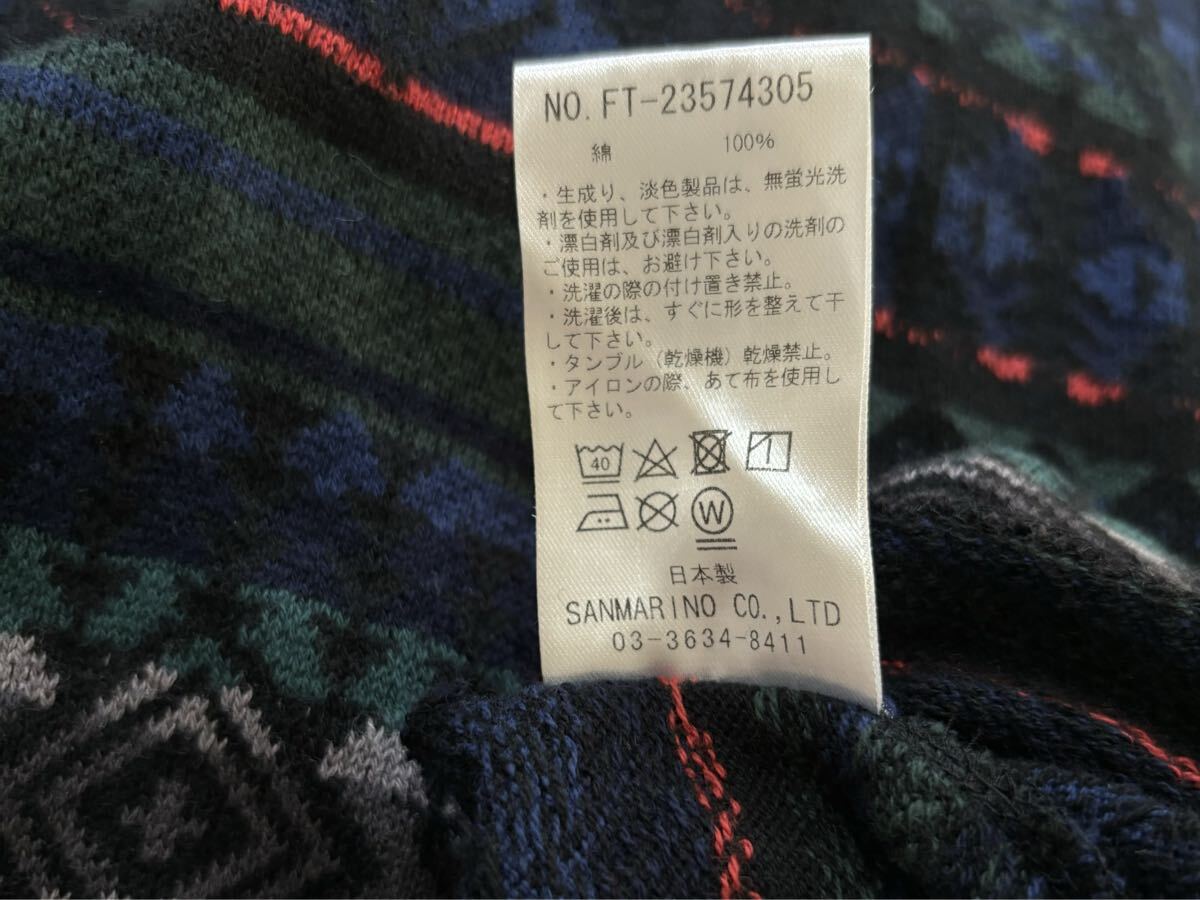 NO. FT-23574305
綿 100%
・生成り、淡色製品は、無蛍光洗
剤を使用して下さい。
・漂白剤及び漂白剤入りの洗剤の
ご使用は、お避け下さい。
・洗濯の際の付け置き禁止。
・洗濯後は、すぐに形を整えて干
して下さい。
・タンブル（乾燥機）乾燥禁止。
・アイロンの際、あて布を使用し
て下さい。
40
W
日本製
SANMARINO CO.,LTD
03-3634-8411